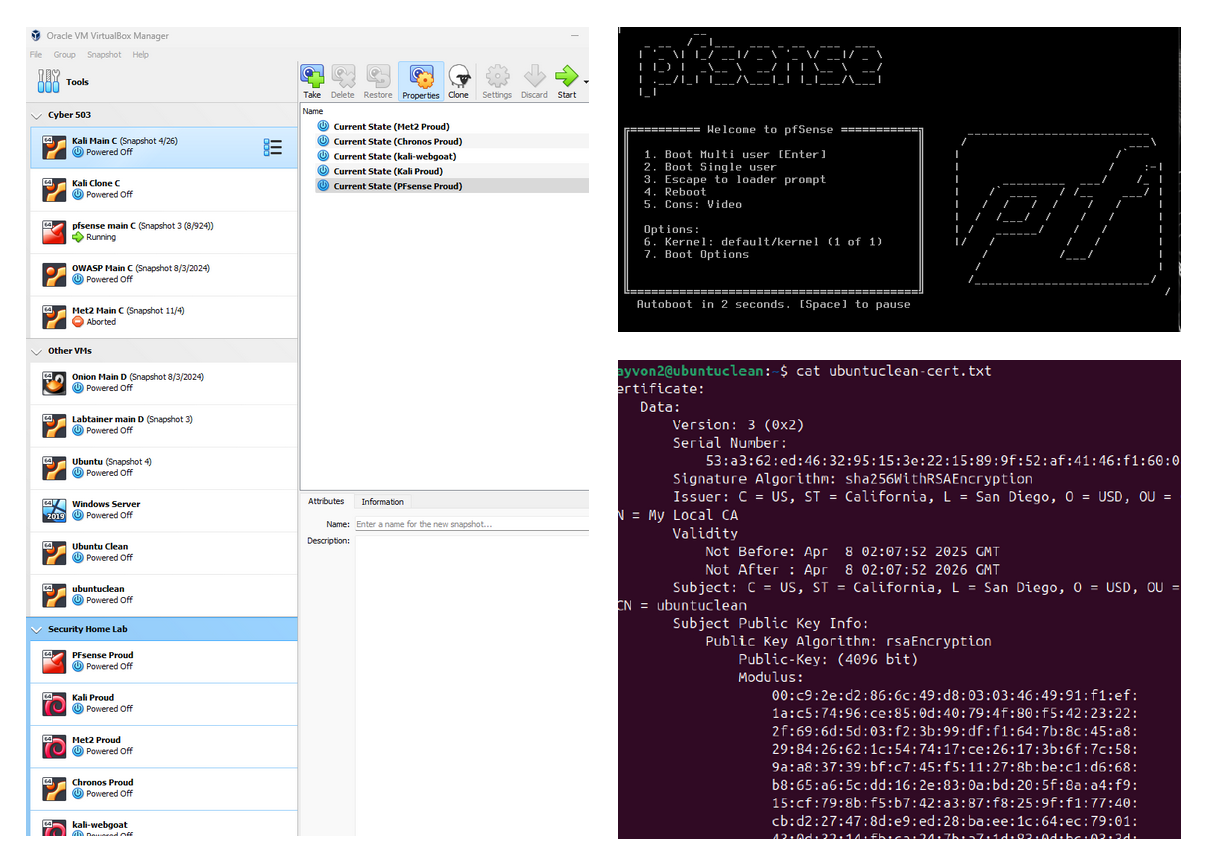 Oracle VM VirtualBox Manager
File Group Snapshot Help
Tools
Cyber 503
Kali Main C (Snapshot 4/26)
Powered Off
Kali Clone C
Powered Off
pfsense main C (Snapshot 3 (8/924))
Running
OWASP Main C (Snapshot 8/3/2024)
Powered Off
Met2 Main C (Snapshot 11/4)
Aborted
Other VMs
Onion Main D (Snapshot 8/3/2024)
Powered Off
Labtainer main D (Snapshot 3)
Powered Off
Ubuntu (Snapshot 4)
Powered Off
Windows Server
2019
Powered Off
Ubuntu Clean
Powered Off
ubuntuclean
Powered Off
Security Home Lab
PFsense Proud
Powered Off
Kali Proud
Powered Off
Met2 Proud
Powered Off
Chronos Proud
Powered Off
kali-webgoat
Powered Off
Take Delete Restore Properties Clone Settings Discard Start
Name
Current State (Met2 Proud)
Current State (Chronos Proud)
Current State (kali-webgoat)
Current State (Kali Proud)
Current State (PFsense Proud)
Attributes Information
Name: Enter a name for the new snapshot...
Description:
pfsense
Welcome to pfSense
1. Boot Multi user [Enter]
2. Boot Single user
3. Escape to loader prompt
4. Reboot
5. Cons: Video
Options:
6. Kernel: default/kernel (1 of 1)
7. Boot Options
Autoboot in 2 seconds. [Space] to pause
pf
ayvon2@ubuntuclean:~$ cat ubuntuclean-cert.txt
ertificate:
Data:
Version: 3 (0x2)
Serial Number:
53:a3:62:ed:46:32:95:15:3e:22:15:89:9f:52:af:41:46:f1:60:0
Signature Algorithm: sha256WithRSAEncryption
Issuer: C = US, ST = California, L = San Diego, O = USD, OU =
N = My Local CA
Validity
Not Before: Apr  8 02:07:52 2025 GMT
Not After : Apr  8 02:07:52 2026 GMT
Subject: C = US, ST = California, L = San Diego, O = USD, OU =
CN = ubuntuclean
Subject Public Key Info:
Public Key Algorithm: rsaEncryption
Public-Key: (4096 bit)
Modulus:
00:c9:2e:d2:86:6c:49:d8:03:03:46:49:91:f1:ef:
1a:c5:74:96:ce:85:0d:40:79:4f:80:f5:42:23:22:
2f:69:6d:5d:03:f2:3b:99:df:f1:64:7b:8c:45:a8:
29:84:26:62:1c:54:74:17:ce:26:17:3b:6f:7c:58:
9a:a8:37:39:bf:c7:45:f5:11:27:8b:be:c1:d6:68:
b8:65:a6:5c:dd:16:2e:83:0a:bd:20:5f:8a:a4:f9:
15:cf:79:8b:f5:b7:42:a3:87:f8:25:9f:f1:77:40:
cb:d2:27:47:8d:e9:ed:28:ba:ee:1c:64:ec:79:01: